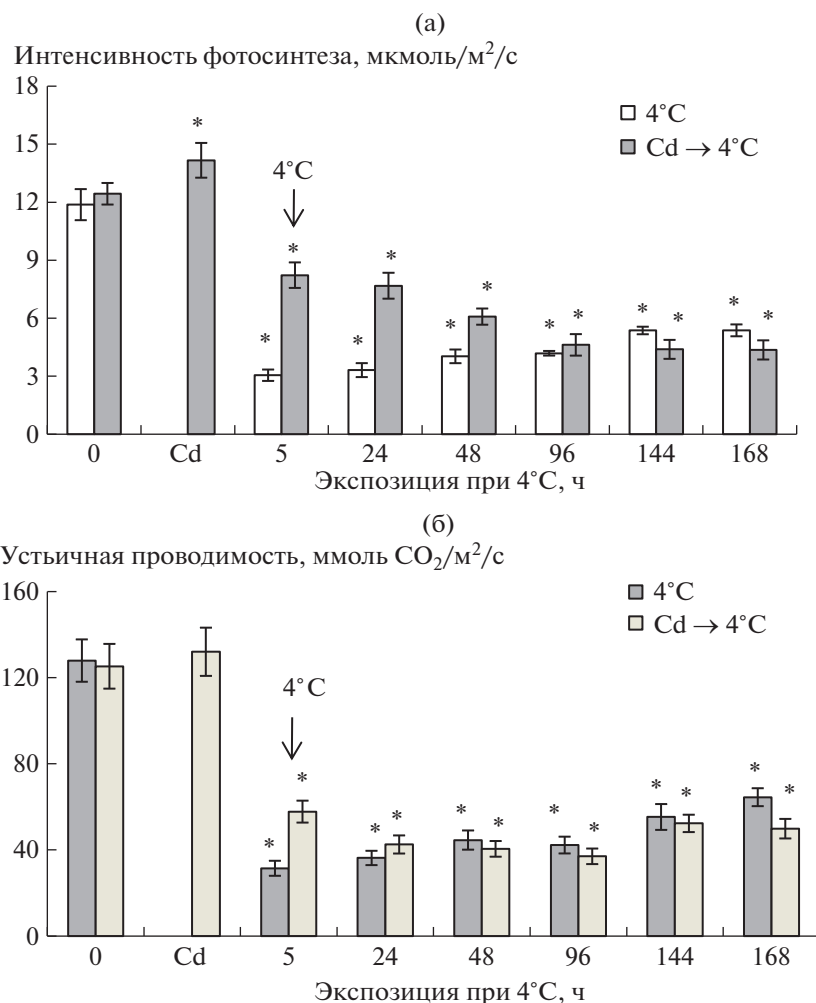 (а)
Интенсивность фотосинтеза, мкмоль/м²/с
18
4°C
*
Cd → 4°C
15
4°C
12
*
*
9
*
*
*
*
*
*
*
*
*
6
3
0
0 Cd 5 24 48 96 144 168
Экспозиция при 4°C, ч
(б)
Устьичная проводимость, ммоль CO₂/м²/с
160
4°C
Cd → 4°C
120
4°C
80
*
*
*
*
*
*
*
*
*
*
*
*
40
0
0 Cd 5 24 48 96 144 168
Экспозиция при 4°C, ч